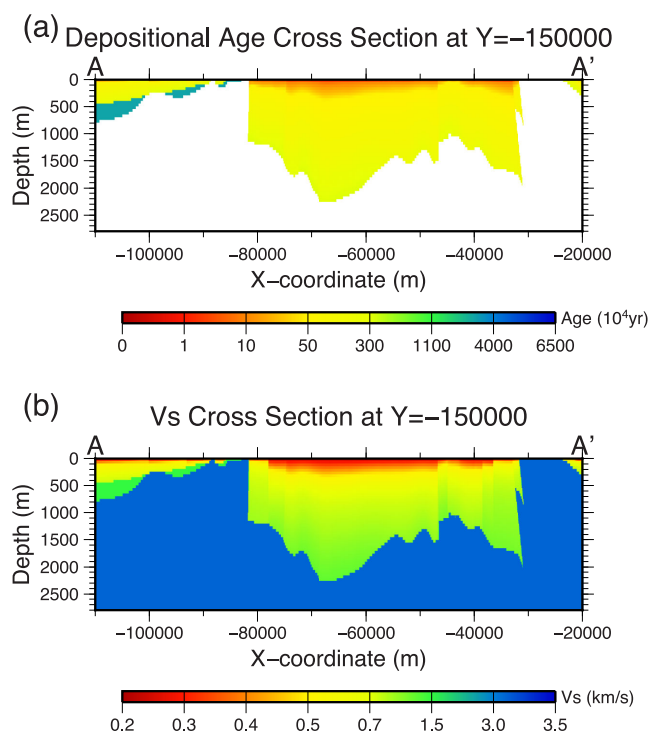 (a) Depositional Age Cross Section at Y=−150000
A A'
0
500
1000
1500
2000
2500
Depth (m)
−100000 −80000 −60000 −40000 −20000
X−coordinate (m)
Age (10⁴yr)
0 1 10 50 300 1100 4000 6500
(b) Vs Cross Section at Y=−150000
A A'
0
500
1000
1500
2000
2500
Depth (m)
−100000 −80000 −60000 −40000 −20000
X−coordinate (m)
Vs (km/s)
0.2 0.3 0.4 0.5 0.7 1.5 3.0 3.5